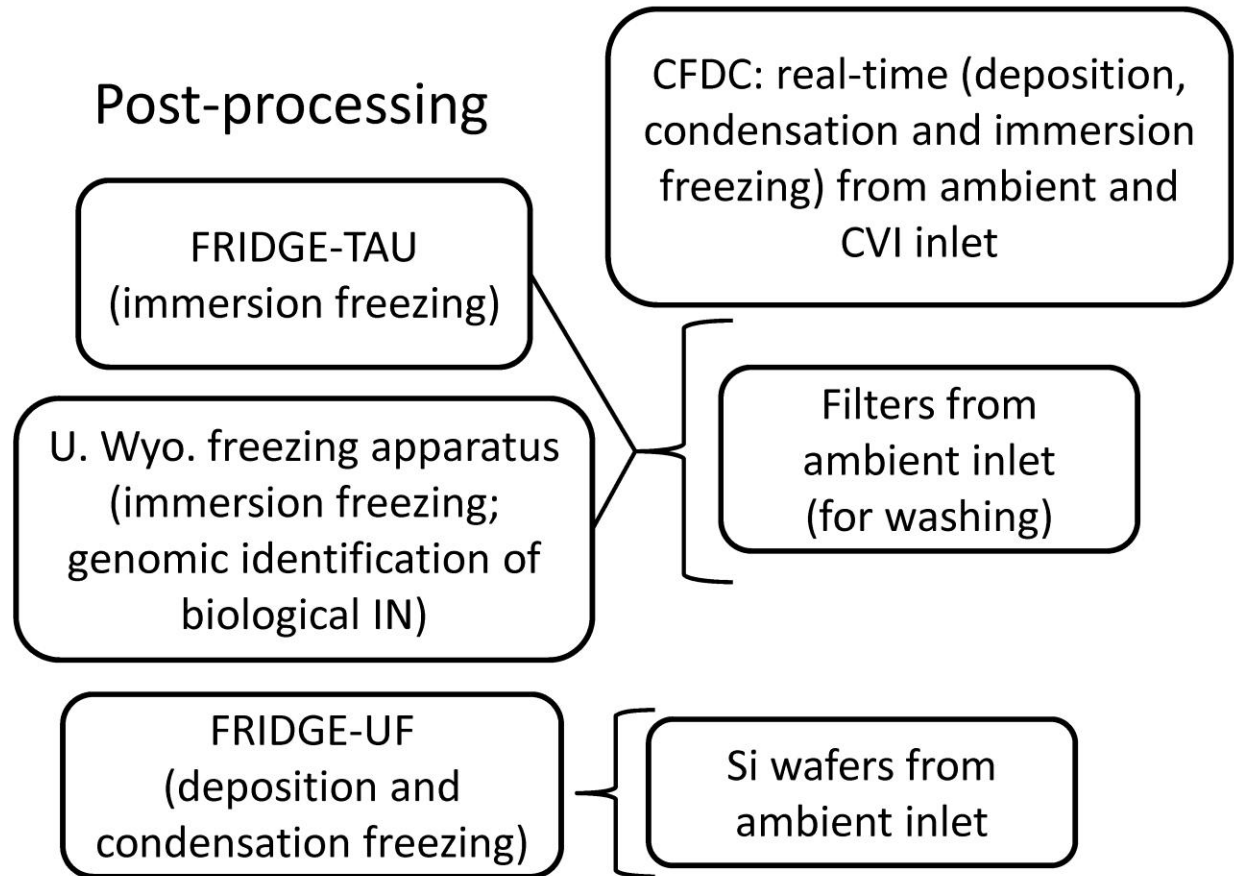 Post-processing
CFDC: real-time (deposition,
condensation and immersion
freezing) from ambient and
CVI inlet
FRIDGE-TAU
(immersion freezing)
U. Wyo. freezing apparatus
(immersion freezing;
genomic identification of
biological IN)
Filters from
ambient inlet
(for washing)
FRIDGE-UF
(deposition and
condensation freezing)
Si wafers from
ambient inlet